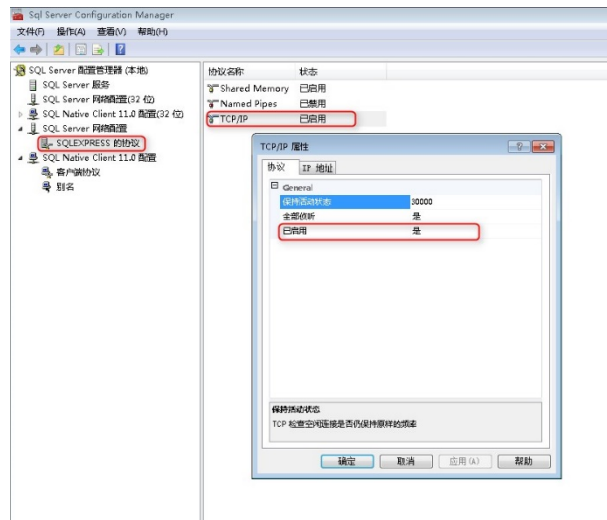 Sql Server Configuration Manager
文件(F) 操作(A) 查看(V) 帮助(H)
SQL Server 配置管理器 (本地)
SQL Server 服务
SQL Server 网络配置(32 位)
SQL Native Client 11.0 配置(32 位)
SQL Server 网络配置
SQLEXPRESS 的协议
SQL Native Client 11.0 配置
客户端协议
别名
协议名称 状态
Shared Memory 已启用
Named Pipes 已禁用
TCP/IP 已启用
TCP/IP 属性
协议 IP 地址
General
保持活动状态 30000
全部侦听 是
已启用 是
保持活动状态
TCP 检查空闲连接是否仍保持原样的频率
确定 取消 应用(A) 帮助